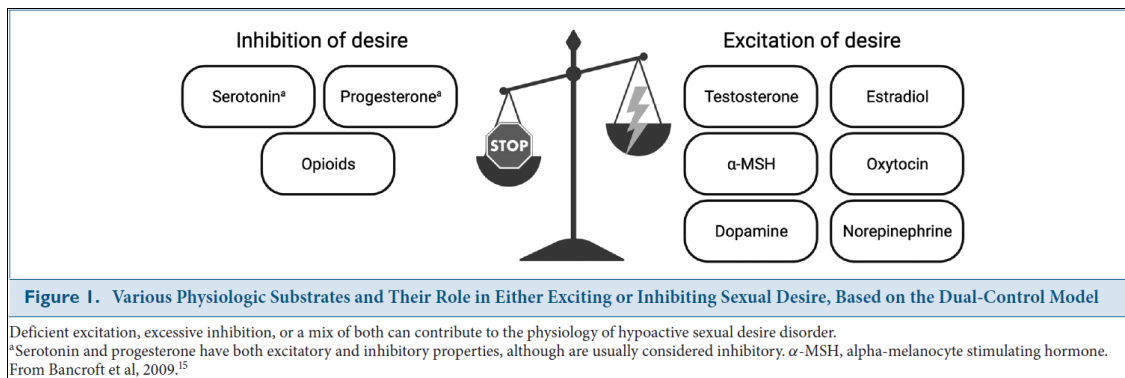 Inhibition of desire
Excitation of desire
Serotoninᵃ
Progesteroneᵃ
Opioids
STOP
Testosterone
Estradiol
α-MSH
Oxytocin
Dopamine
Norepinephrine
Figure 1. Various Physiologic Substrates and Their Role in Either Exciting or Inhibiting Sexual Desire, Based on the Dual-Control Model
Deficient excitation, excessive inhibition, or a mix of both can contribute to the physiology of hypoactive sexual desire disorder.
ᵃSerotonin and progesterone have both excitatory and inhibitory properties, although are usually considered inhibitory. α-MSH, alpha-melanocyte stimulating hormone.
From Bancroft et al, 2009.¹⁵